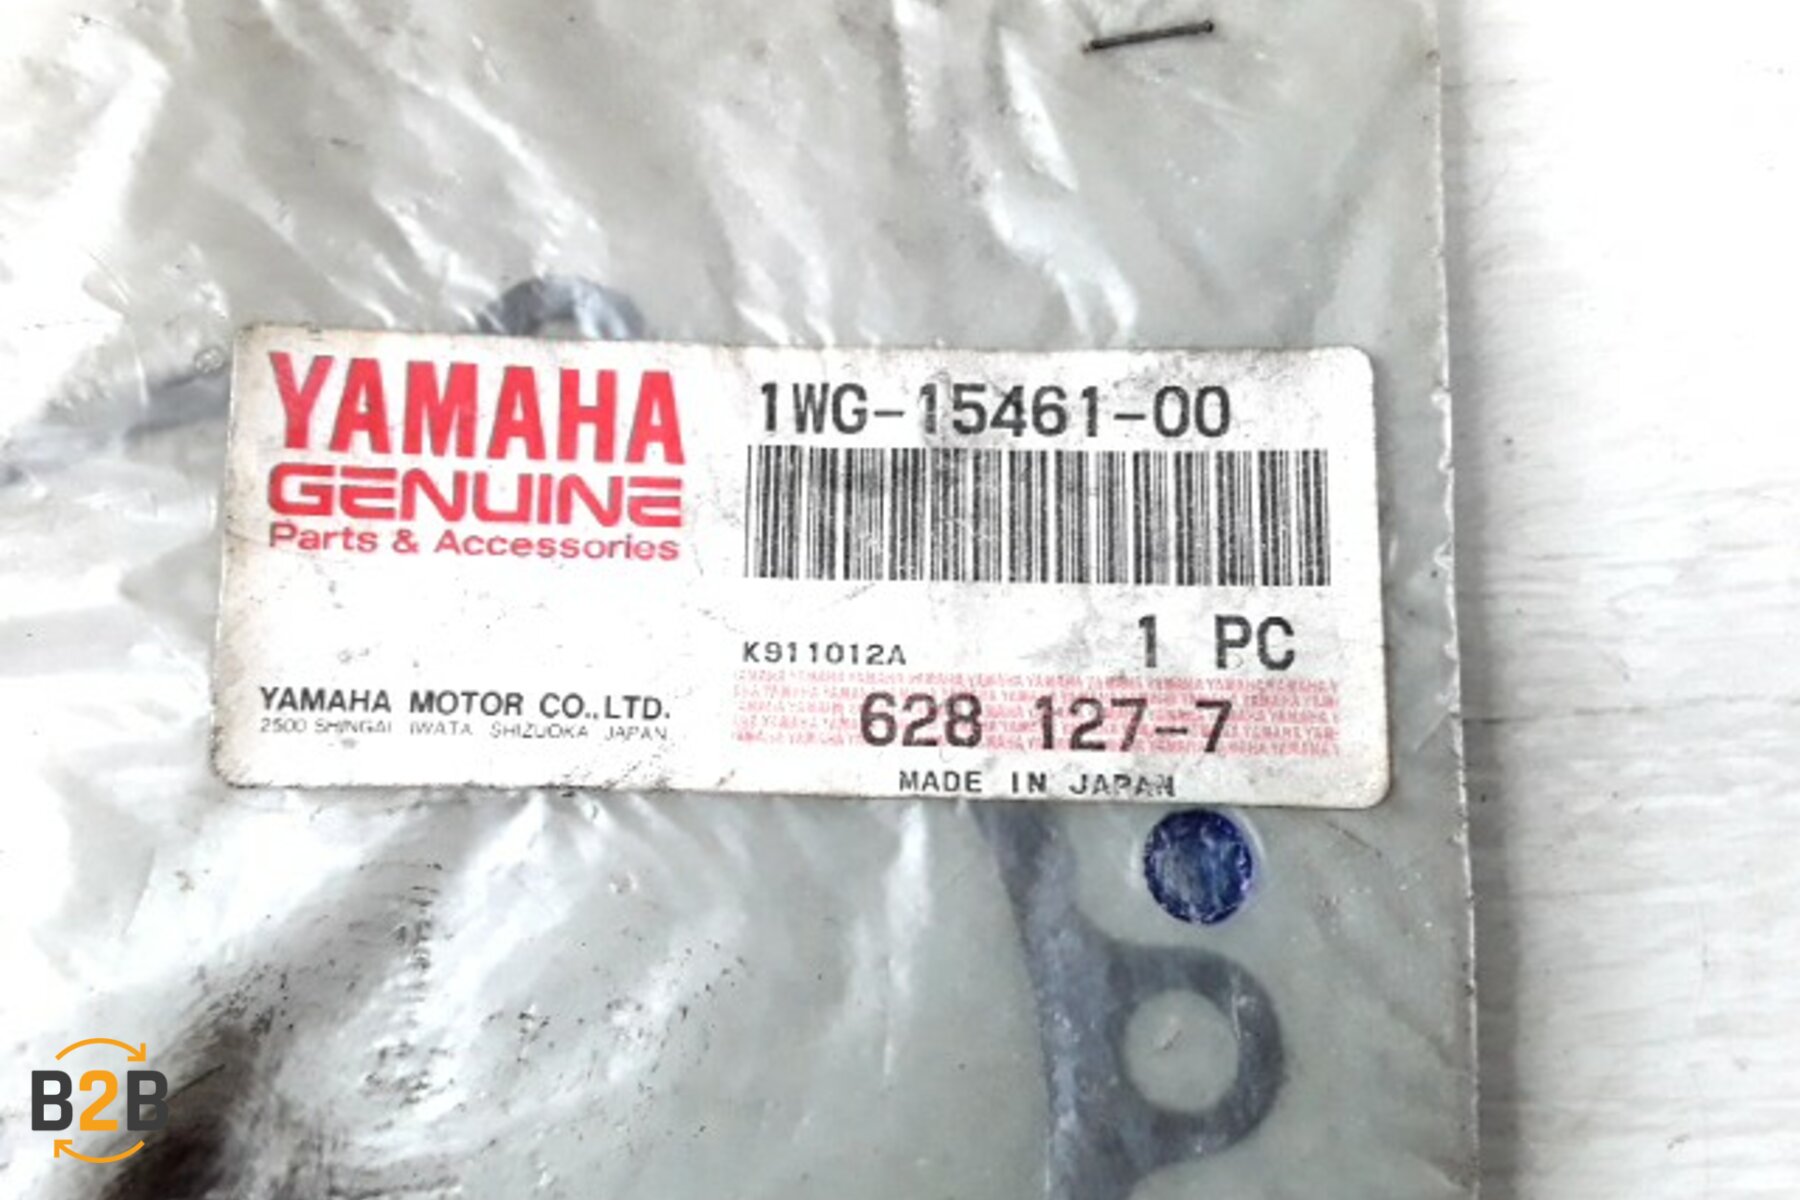 YAMAHA
GENUINE
Parts & Accessories
YAMAHA MOTOR CO.,LTD.
2500 SHINGAI IWATA SHIZUOKA JAPAN
1WG-15461-00
K911012A
1 PC
628 127-7
MADE IN JAPAN
B2B